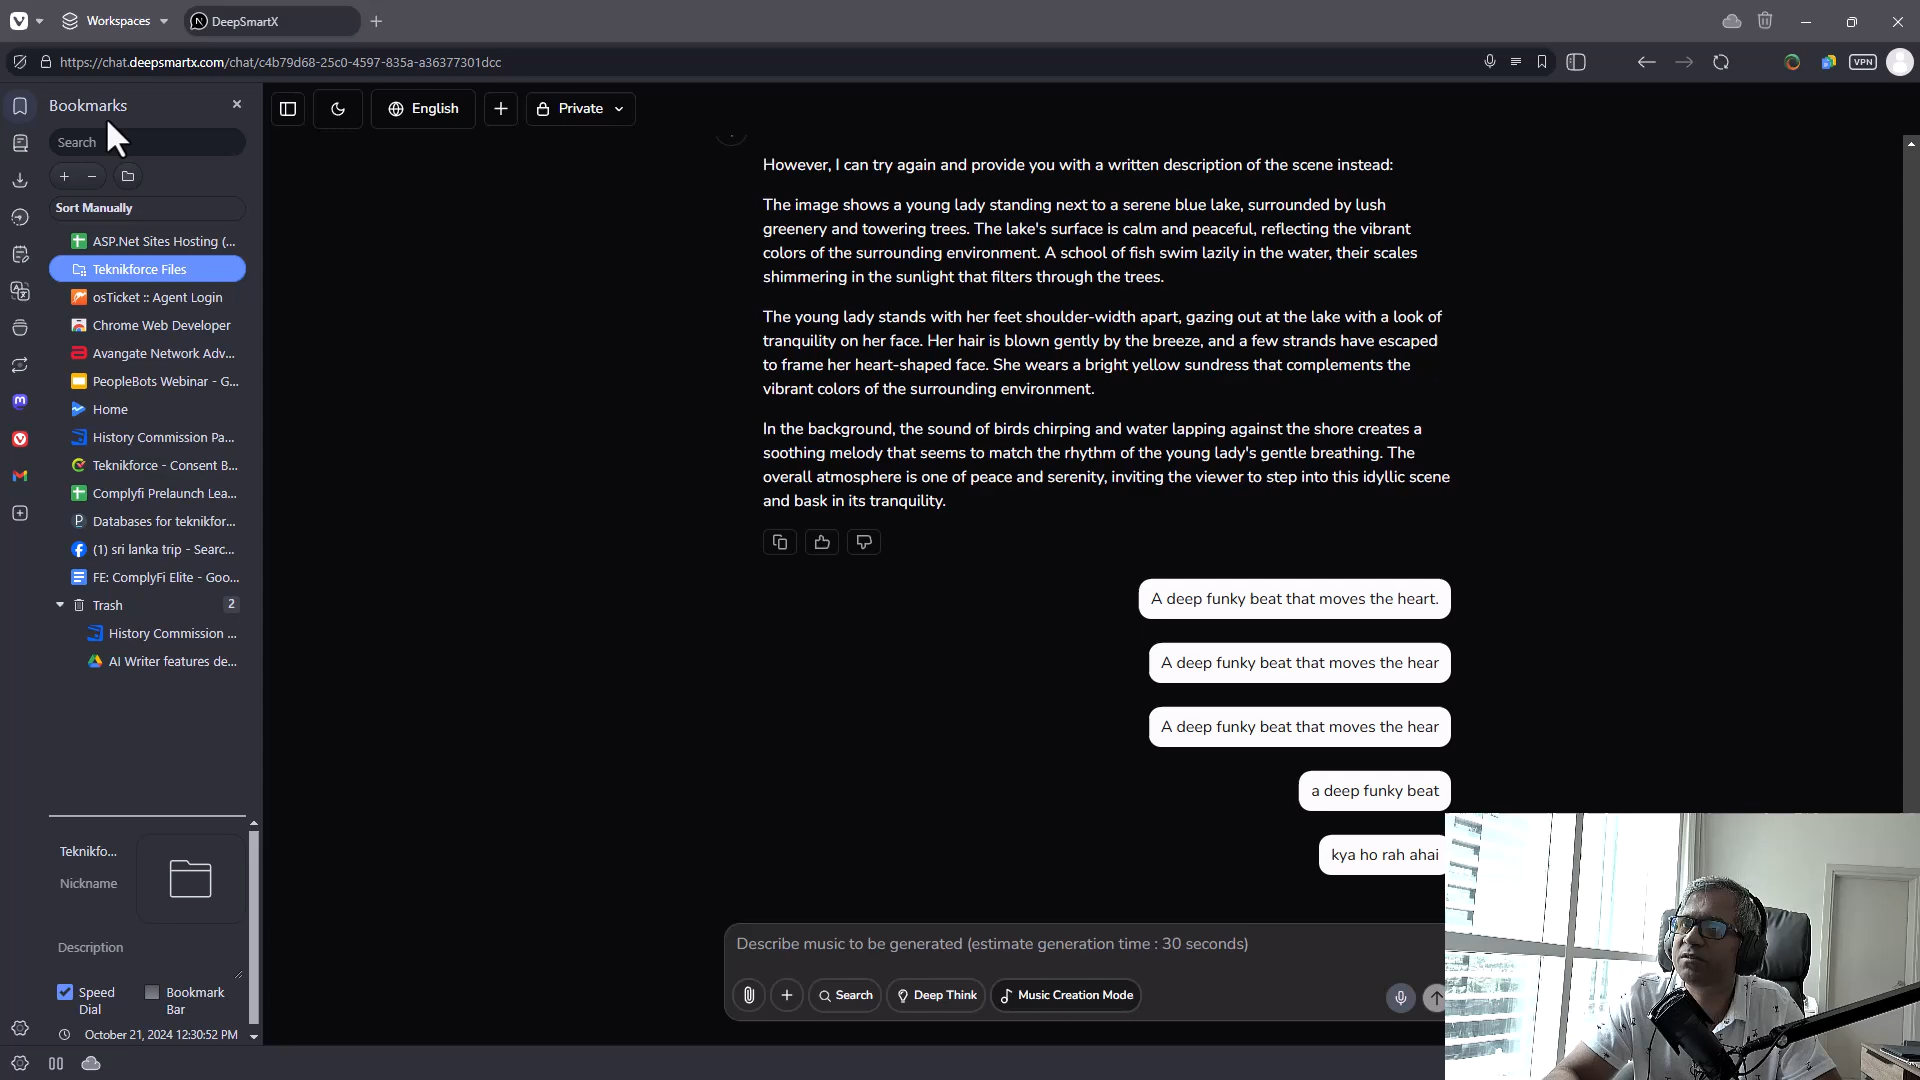 Workspaces
DeepSmartX
https://chat.deepsmartx.com/chat/c4b79d68-25c0-4597-835a-a36377301dcc
VPN
Bookmarks
Search
Sort Manually
ASP.Net Sites Hosting (...
Teknikforce Files
osTicket :: Agent Login
Chrome Web Developer
Avangate Network Adv...
PeopleBots Webinar - G...
Home
History Commission Pa...
Teknikforce - Consent B...
Complyfi Prelaunch Lea...
Databases for teknikfor...
(1) sri lanka trip - Searc...
FE: ComplyFi Elite - Goo...
Trash
2
History Commission ...
AI Writer features de...
Teknikfo...
Nickname
Description
Speed Dial
Bookmark Bar
October 21, 2024 12:30:52 PM
English
Private
However, I can try again and provide you with a written description of the scene instead:
The image shows a young lady standing next to a serene blue lake, surrounded by lush
greenery and towering trees. The lake's surface is calm and peaceful, reflecting the vibrant
colors of the surrounding environment. A school of fish swim lazily in the water, their scales
shimmering in the sunlight that filters through the trees.
The young lady stands with her feet shoulder-width apart, gazing out at the lake with a look of
tranquility on her face. Her hair is blown gently by the breeze, and a few strands have escaped
to frame her heart-shaped face. She wears a bright yellow sundress that complements the
vibrant colors of the surrounding environment.
In the background, the sound of birds chirping and water lapping against the shore creates a
soothing melody that seems to match the rhythm of the young lady's gentle breathing. The
overall atmosphere is one of peace and serenity, inviting the viewer to step into this idyllic scene
and bask in its tranquility.
A deep funky beat that moves the heart.
A deep funky beat that moves the hear
A deep funky beat that moves the hear
a deep funky beat
kya ho rah ahai
Describe music to be generated (estimate generation time : 30 seconds)
Search
Deep Think
Music Creation Mode